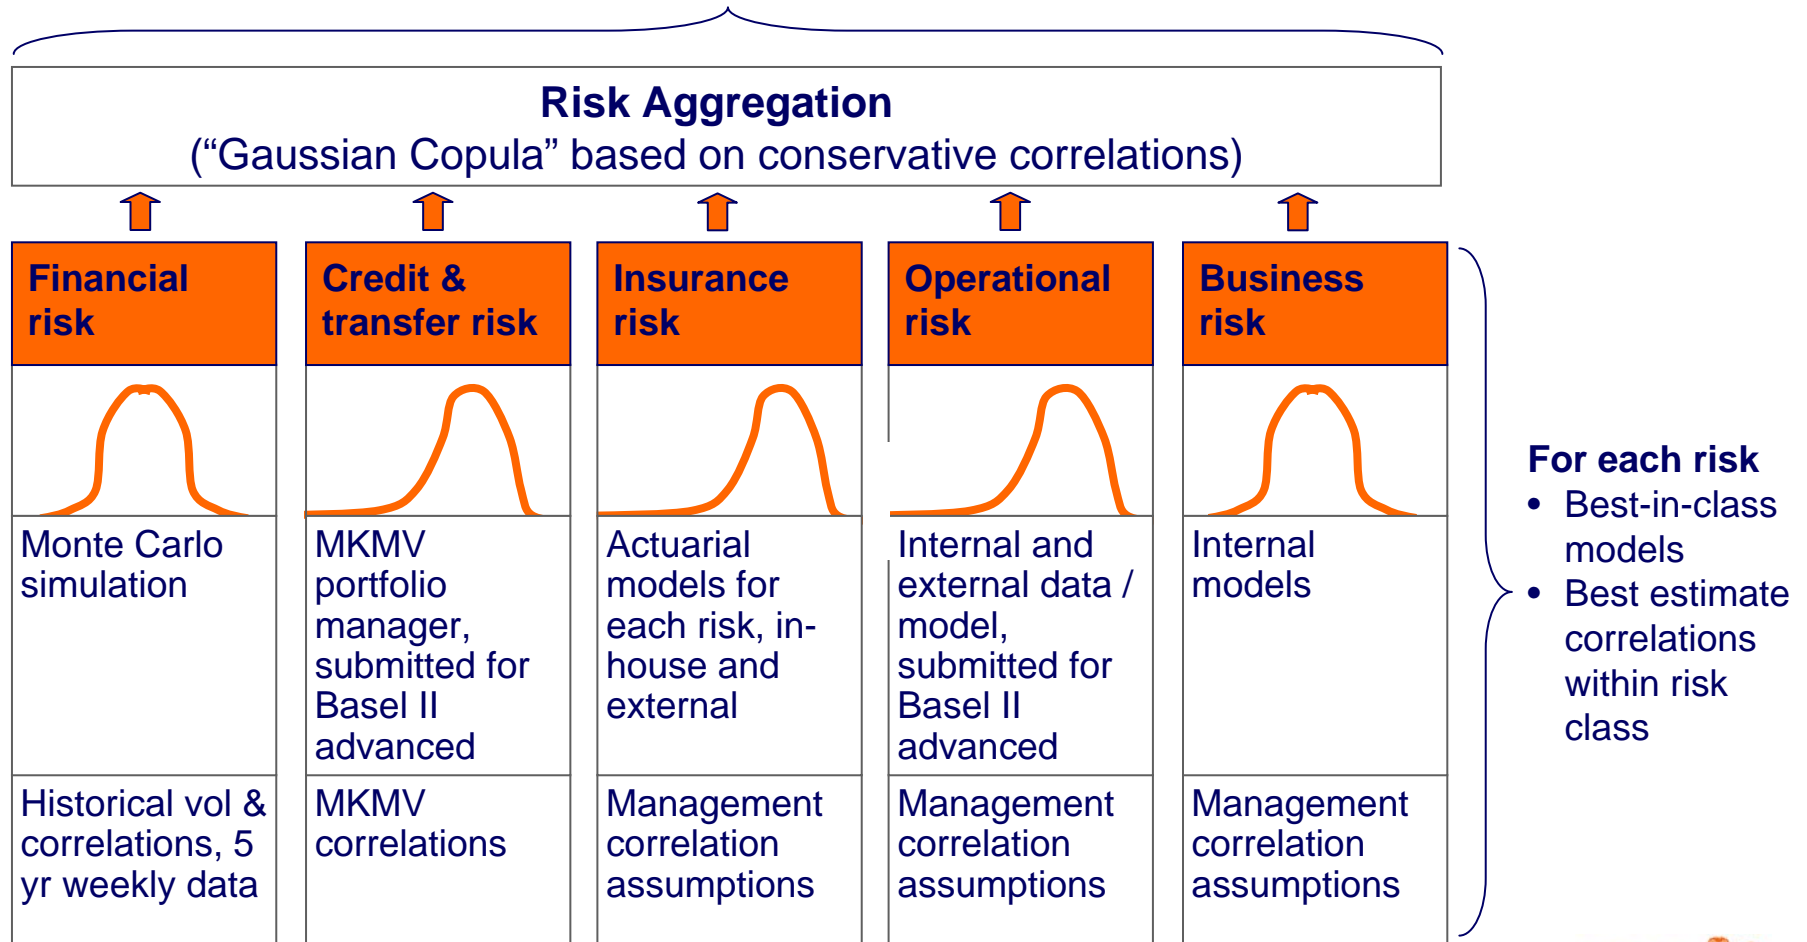 Risk Aggregation
(“Gaussian Copula” based on conservative correlations)
Financial
risk
Credit &
transfer risk
Insurance
risk
Operational
risk
Business
risk
Monte Carlo
simulation
MKMV
portfolio
manager,
submitted for
Basel II
advanced
Actuarial
models for
each risk, in-
house and
external
Internal and
external data /
model,
submitted for
Basel II
advanced
Internal
models
Historical vol &
correlations, 5
yr weekly data
MKMV
correlations
Management
correlation
assumptions
Management
correlation
assumptions
Management
correlation
assumptions
For each risk
• Best-in-class
models
• Best estimate
correlations
within risk
class